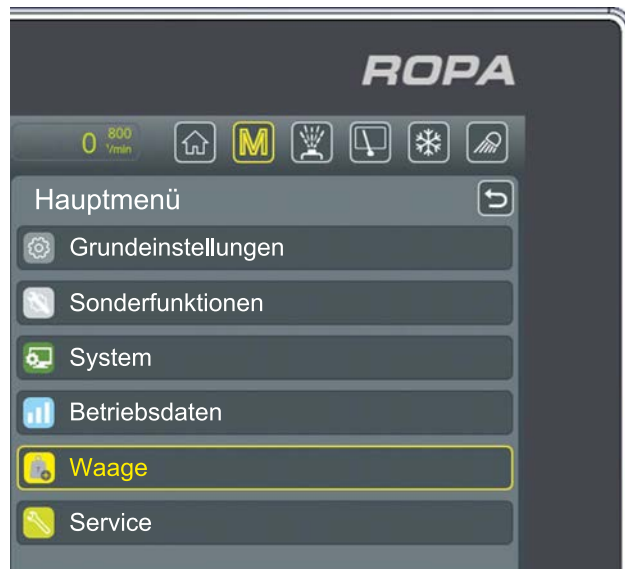 ROPA
0 800 1/min
M
Hauptmenü
Grundeinstellungen
Sonderfunktionen
System
Betriebsdaten
Waage
Service